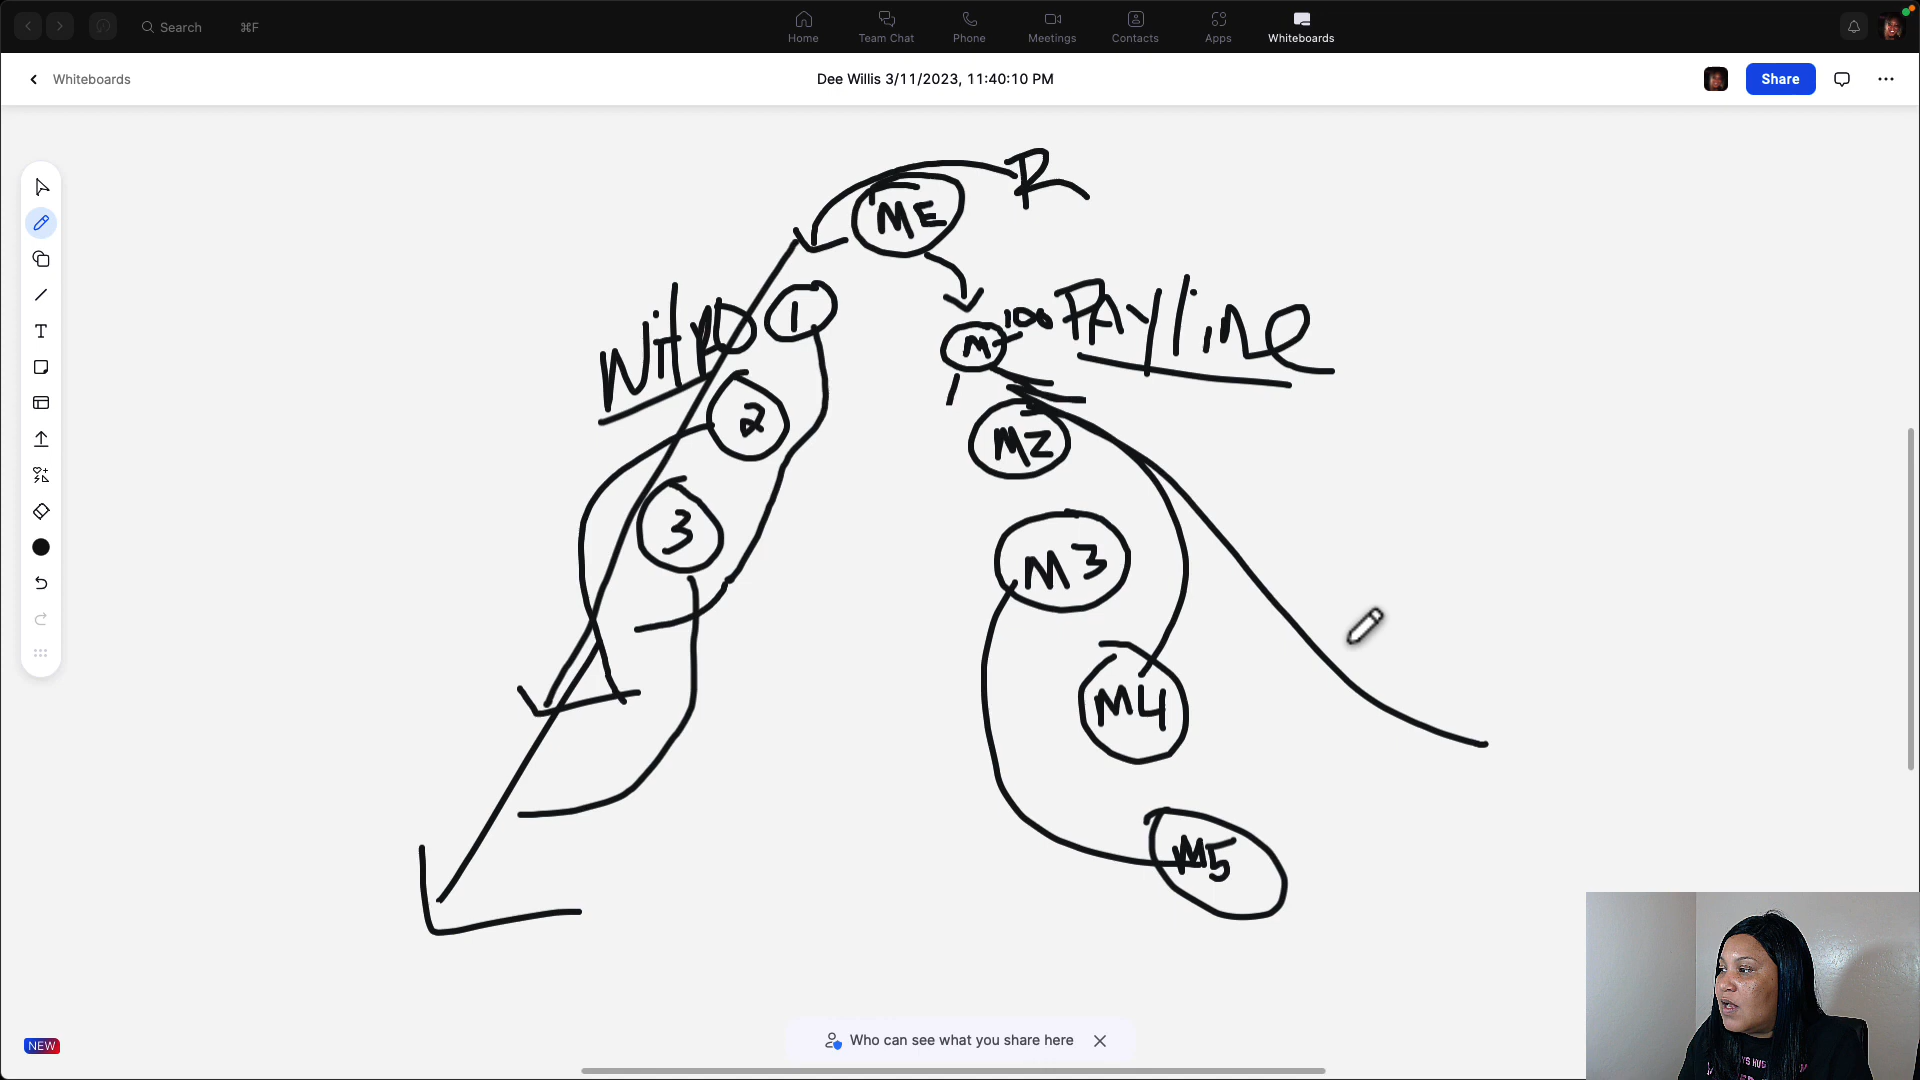 Search ⌘F
Home
Team Chat
Phone
Meetings
Contacts
Apps
Whiteboards
Whiteboards
Dee Willis 3/11/2023, 11:40:10 PM
Share
R
ME
1
100
PAYline
M
2
M2
3
M3
M4
M5
NEW
Who can see what you share here